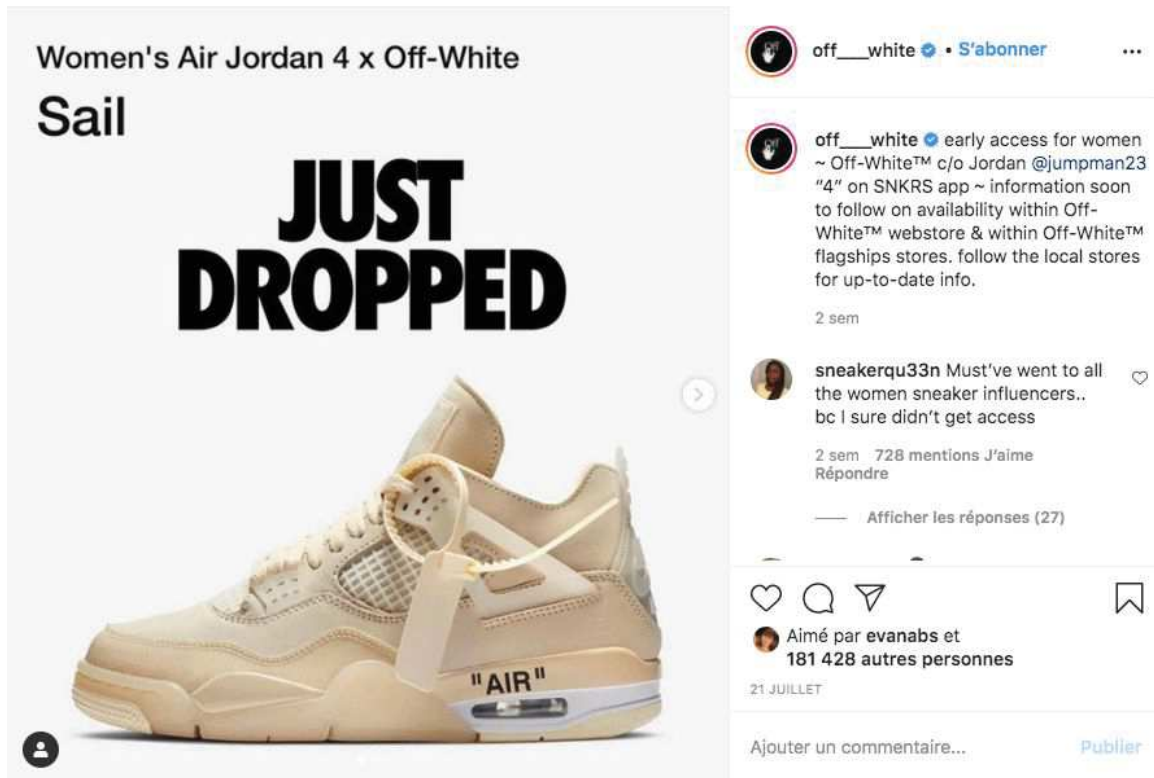 Women's Air Jordan 4 x Off-White
Sail
JUST
DROPPED
"AIR"
off___white • S'abonner
off___white early access for women
~ Off-White™ c/o Jordan @jumpman23
"4" on SNKRS app ~ information soon
to follow on availability within Off-
White™ webstore & within Off-White™
flagships stores. follow the local stores
for up-to-date info.
2 sem
sneakerqu33n Must've went to all
the women sneaker influencers..
bc I sure didn't get access
2 sem 728 mentions J'aime
Répondre
Afficher les réponses (27)
Aimé par evanabs et
181 428 autres personnes
21 JUILLET
Ajouter un commentaire... Publier